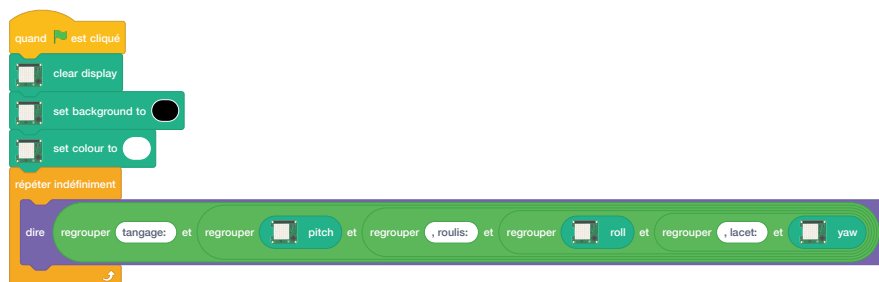 quand est cliqué
clear display
set background to
set colour to
répéter indéfiniment
dire regrouper tangage: et regrouper pitch et regrouper , roulis: et regrouper roll et regrouper , lacet: et yaw